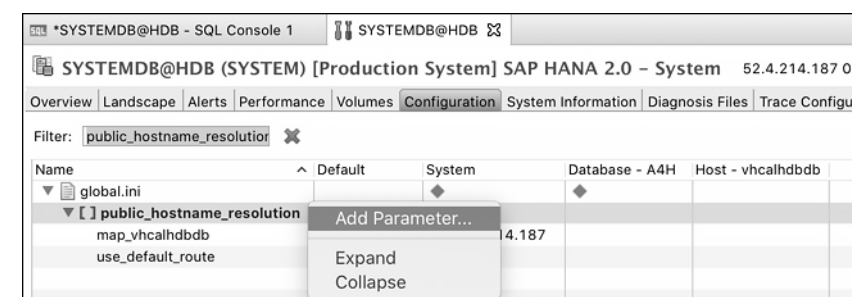 *SYSTEMDB@HDB - SQL Console 1 SYSTEMDB@HDB
SYSTEMDB@HDB (SYSTEM) [Production System] SAP HANA 2.0 – System 52.4.214.187 0
Overview Landscape Alerts Performance Volumes Configuration System Information Diagnosis Files Trace Configu
Filter: public_hostname_resolution
Name Default System Database - A4H Host - vhcalhdbdb
global.ini
[ ] public_hostname_resolution
Add Parameter...
map_vhcalhdbdb 4.187
use_default_route
Expand
Collapse